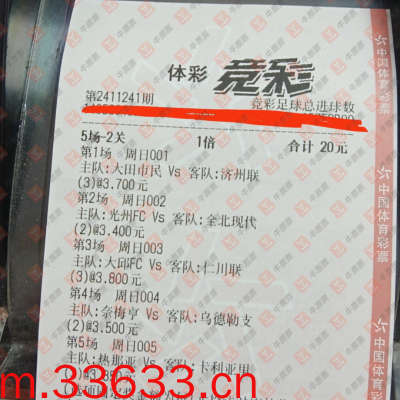 体彩 竞彩
第2411241期 竞彩足球总进球数
5场-2关 1倍 合计 20元
第1场 周日001
主队:大田市民 Vs 客队:济州联
(3)@3.700元
第2场 周日002
主队:光州FC Vs 客队:全北现代
(2)@3.400元
第3场 周日003
主队:大邱FC Vs 客队:仁川联
(3)@3.800元
第4场 周日004
主队:奈梅亨 Vs 客队:乌德勒支
(2)@3.500元
第5场 周日005
主队:热那亚 Vs 客队:卡利亚里
m.33633.cn
中国体育彩票
中国体育彩票